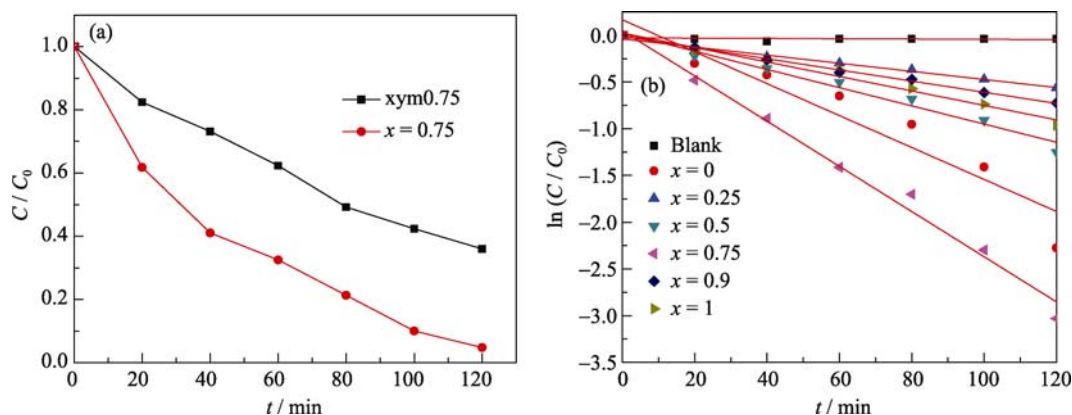 (a)
1.0
0.8
0.6
0.4
0.2
0.0
C / C0
xym0.75
x = 0.75
0 20 40 60 80 100 120
t / min
(b)
0.0
−0.5
−1.0
−1.5
−2.0
−2.5
−3.0
−3.5
ln (C / C0)
Blank
x = 0
x = 0.25
x = 0.5
x = 0.75
x = 0.9
x = 1
0 20 40 60 80 100 120
t / min